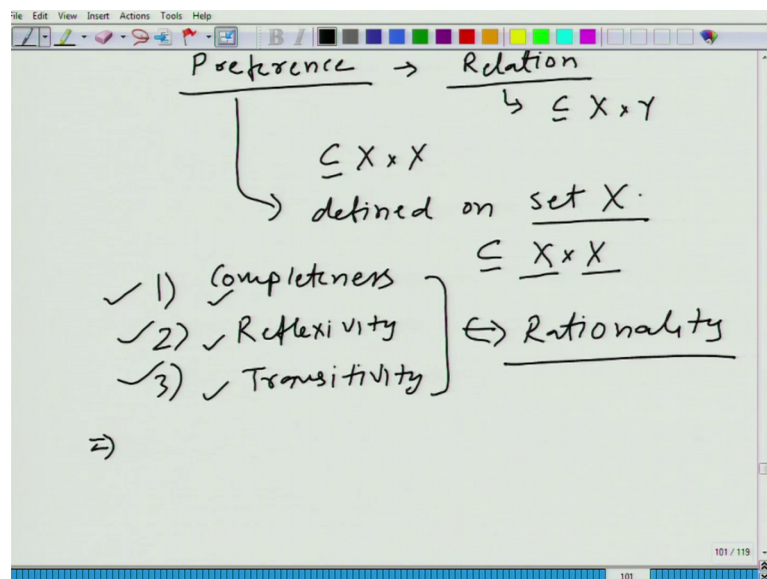 File Edit View Insert Actions Tools Help
Preference → Relation
↳ ⊆ X × Y
⊆ X × X
defined on set X.
⊆ X × X
✓ 1) ✓ Completeness
✓ 2) ✓ Reflexivity ⇔ Rationality
✓ 3) ✓ Transitivity
⇒
101 / 119
101